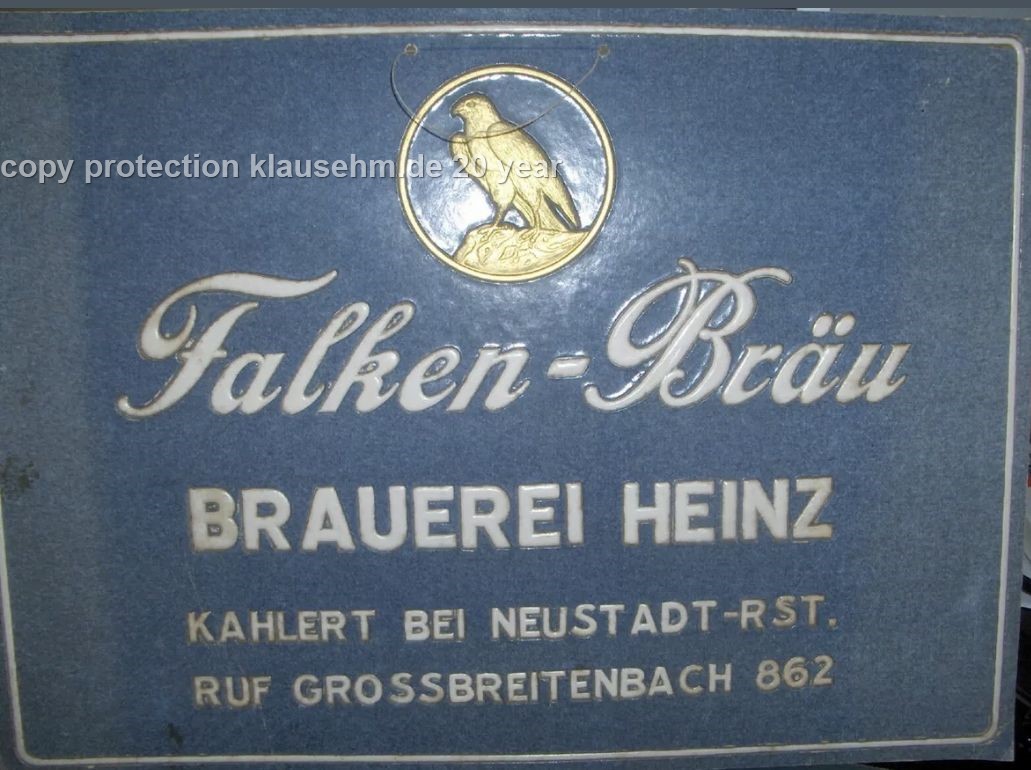 copy protection klausehm.de 20 year
Falken-Bräu
BRAUEREI HEINZ
KAHLERT BEI NEUSTADT-RST.
RUF GROSSBREITENBACH 862